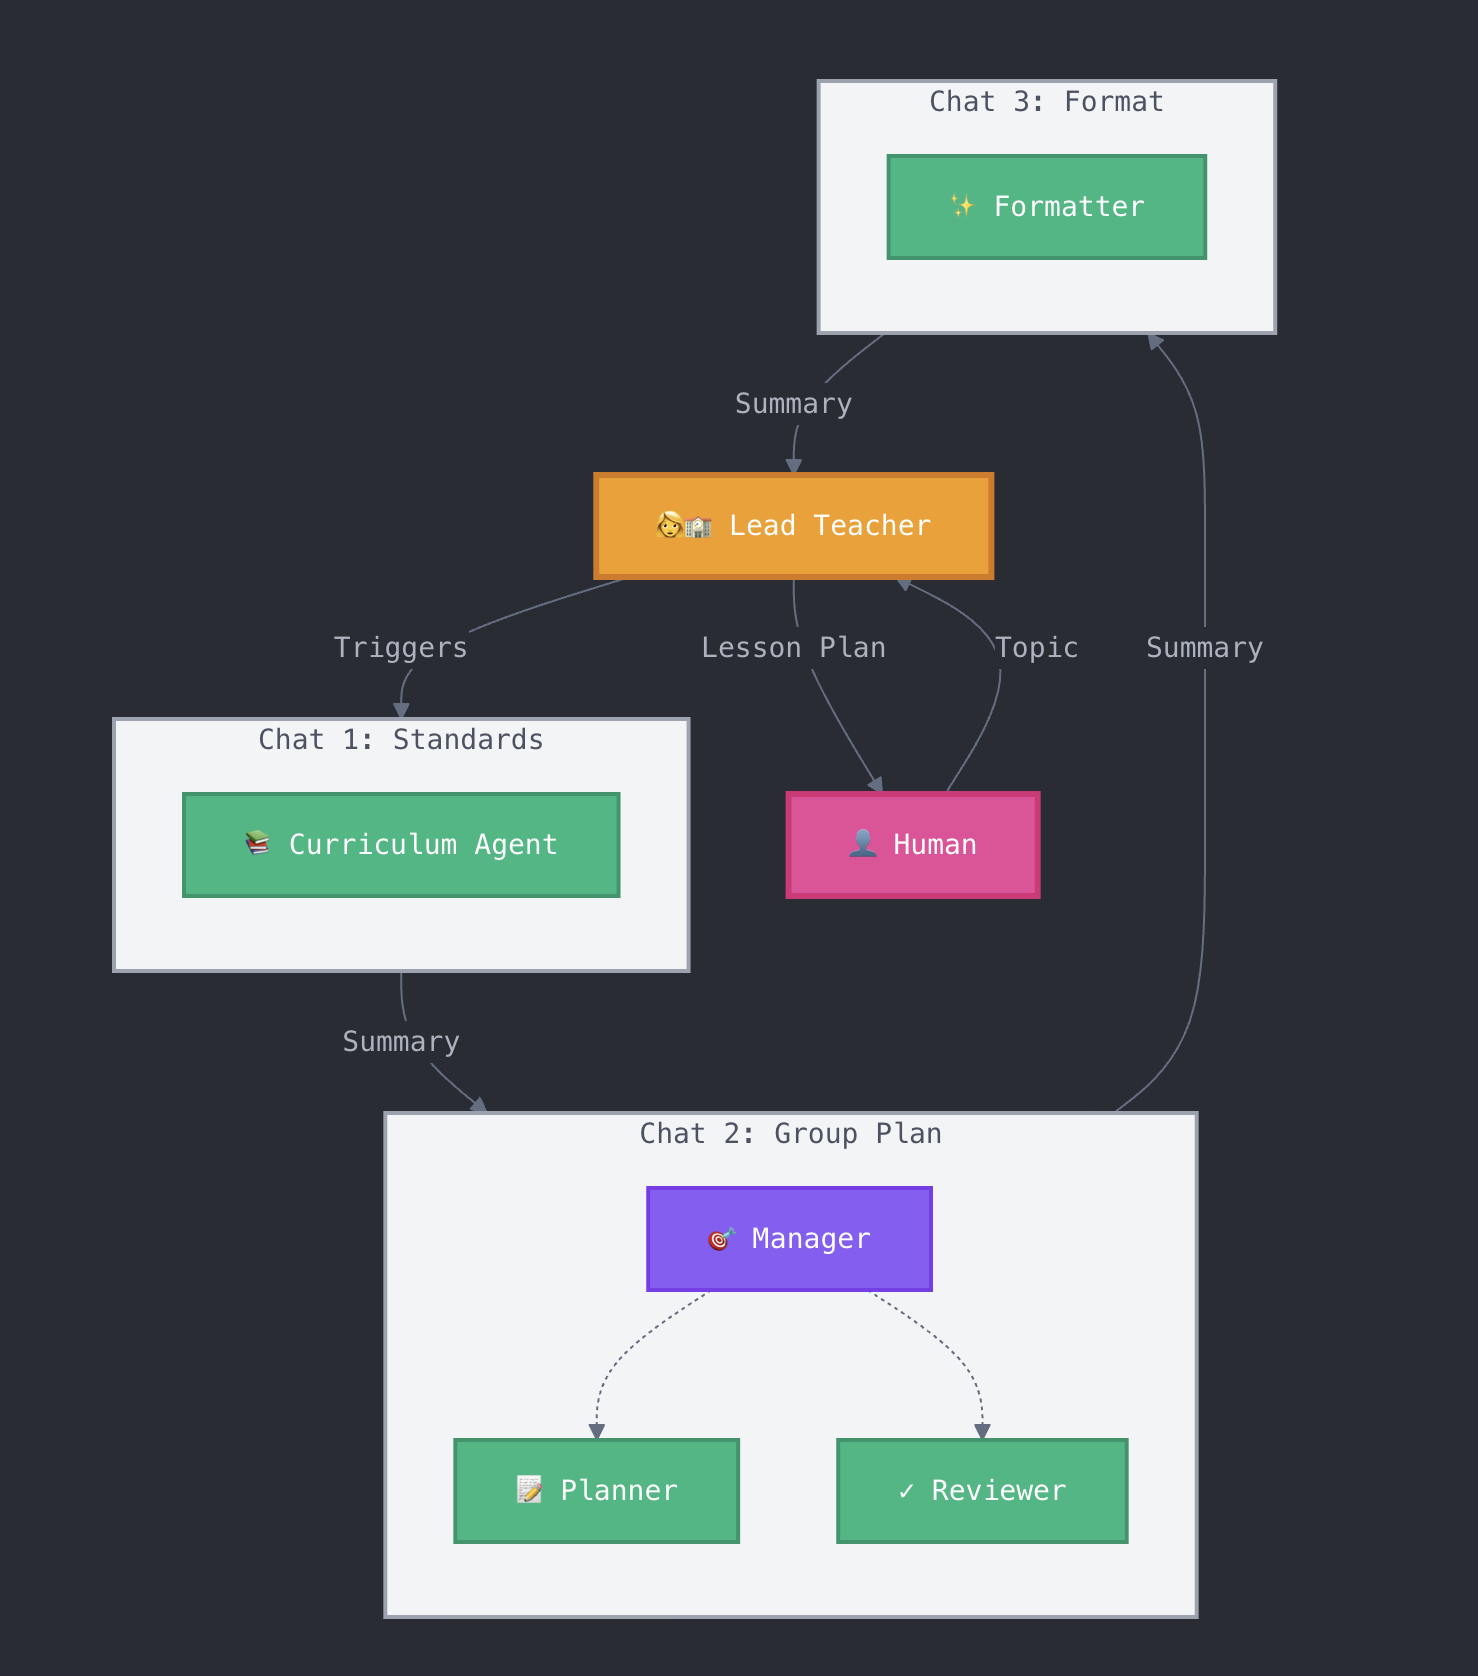 Chat 3: Format
✨ Formatter
Summary
👩‍🏫 Lead Teacher
Triggers
Lesson Plan
Topic
Summary
Chat 1: Standards
📚 Curriculum Agent
👤 Human
Summary
Chat 2: Group Plan
🎯 Manager
📝 Planner
✓ Reviewer